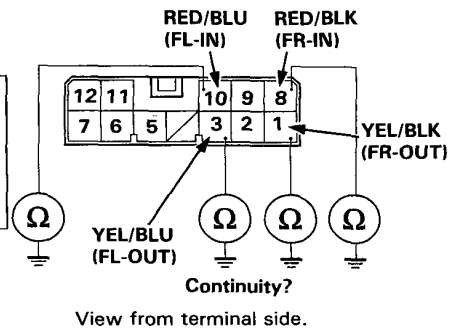 RED/BLU RED/BLK
(FL-IN) (FR-IN)
12 11 10 9 8
7 6 5 3 2 1
YEL/BLK
(FR-OUT)
Ω Ω Ω Ω
YEL/BLU
(FL-OUT)
Continuity?
View from terminal side.